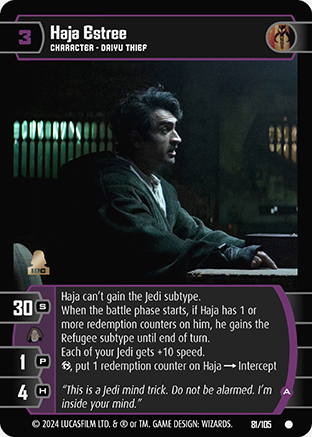 3
Haja Estree
CHARACTER - DAIYU THIEF
30 S
1 P
4 H
Haja can't gain the Jedi subtype.
When the battle phase starts, if Haja has 1 or
more redemption counters on him, he gains the
Refugee subtype until end of turn.
Each of your Jedi gets +10 speed.
, put 1 redemption counter on Haja → Intercept
"This is a Jedi mind trick. Do not be alarmed. I'm
inside your mind."
A
© 2024 LUCASFILM LTD. & ® or TM. GAME DESIGN: WIZARDS.
81/105